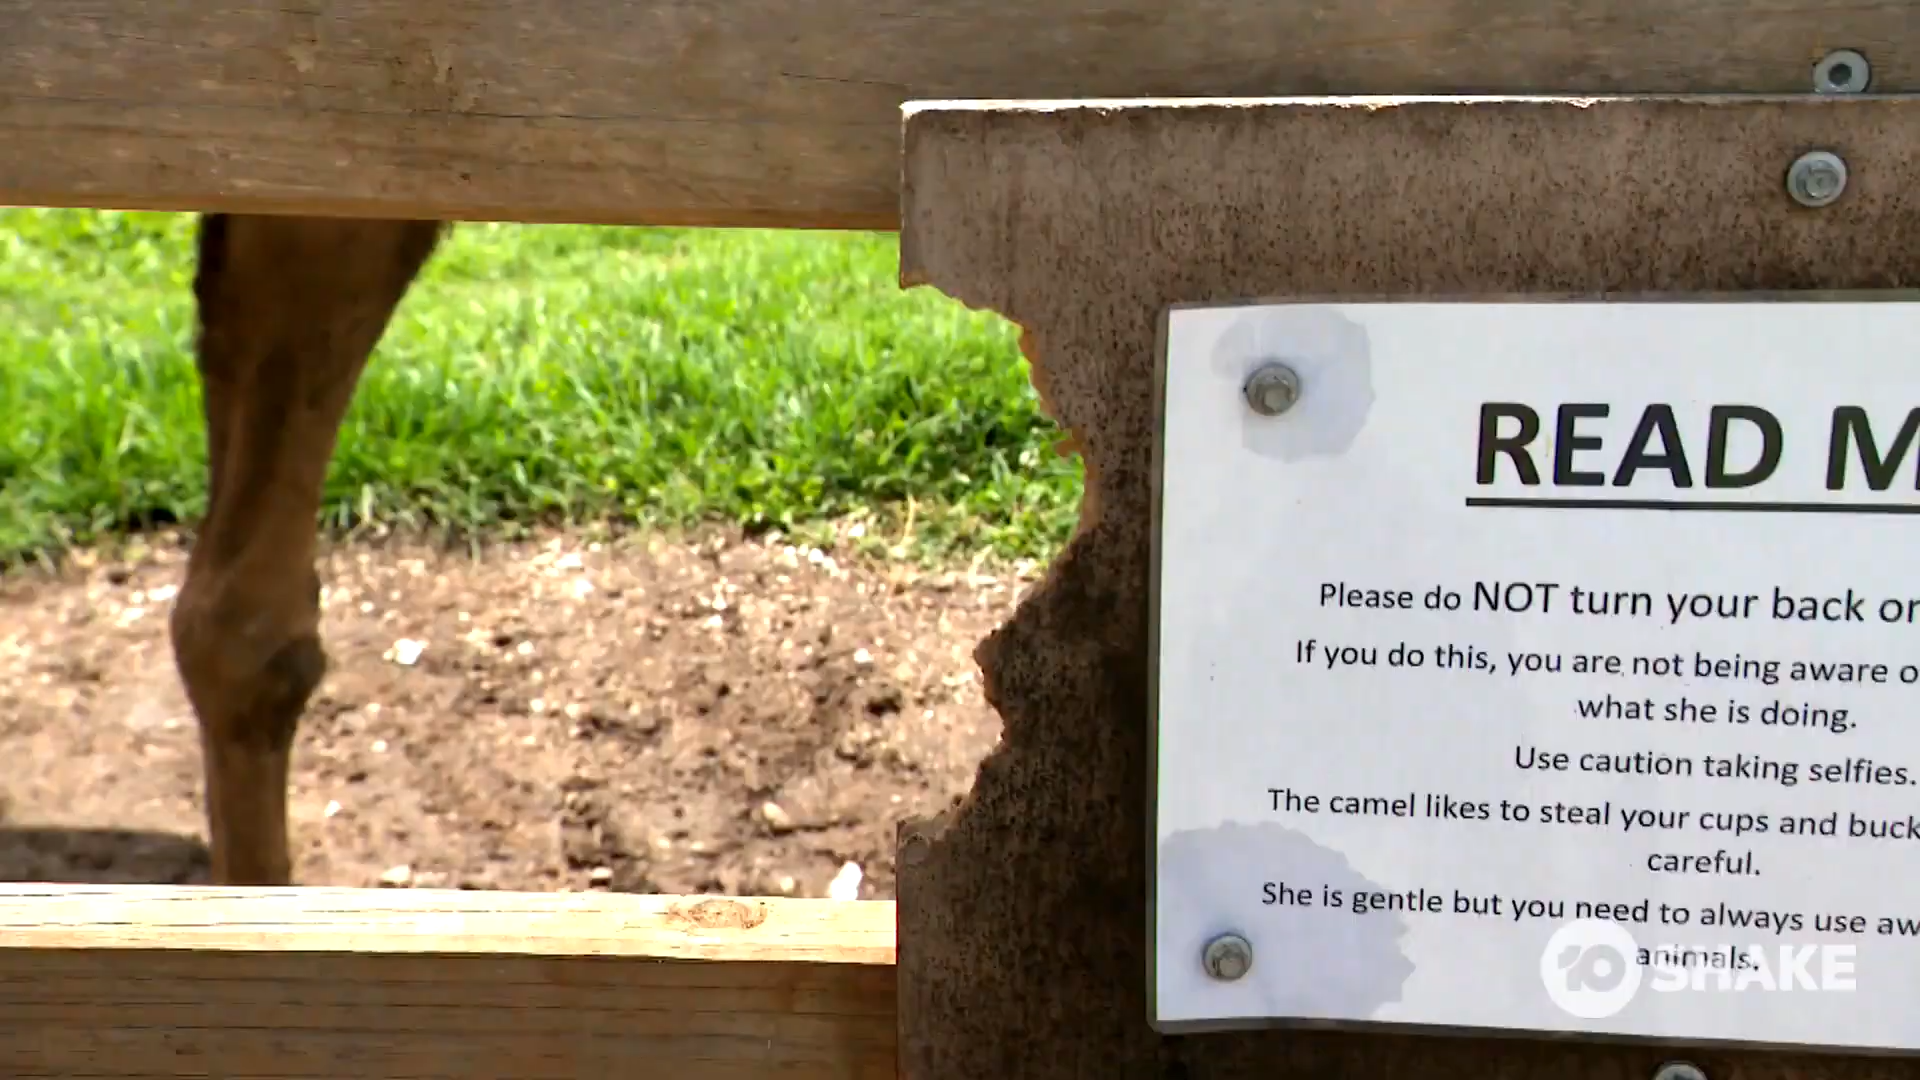 READ M
Please do NOT turn your back or
If you do this, you are not being aware o
what she is doing.
Use caution taking selfies.
The camel likes to steal your cups and buck
careful.
She is gentle but you need to always use aw
animals.
10 SHAKE